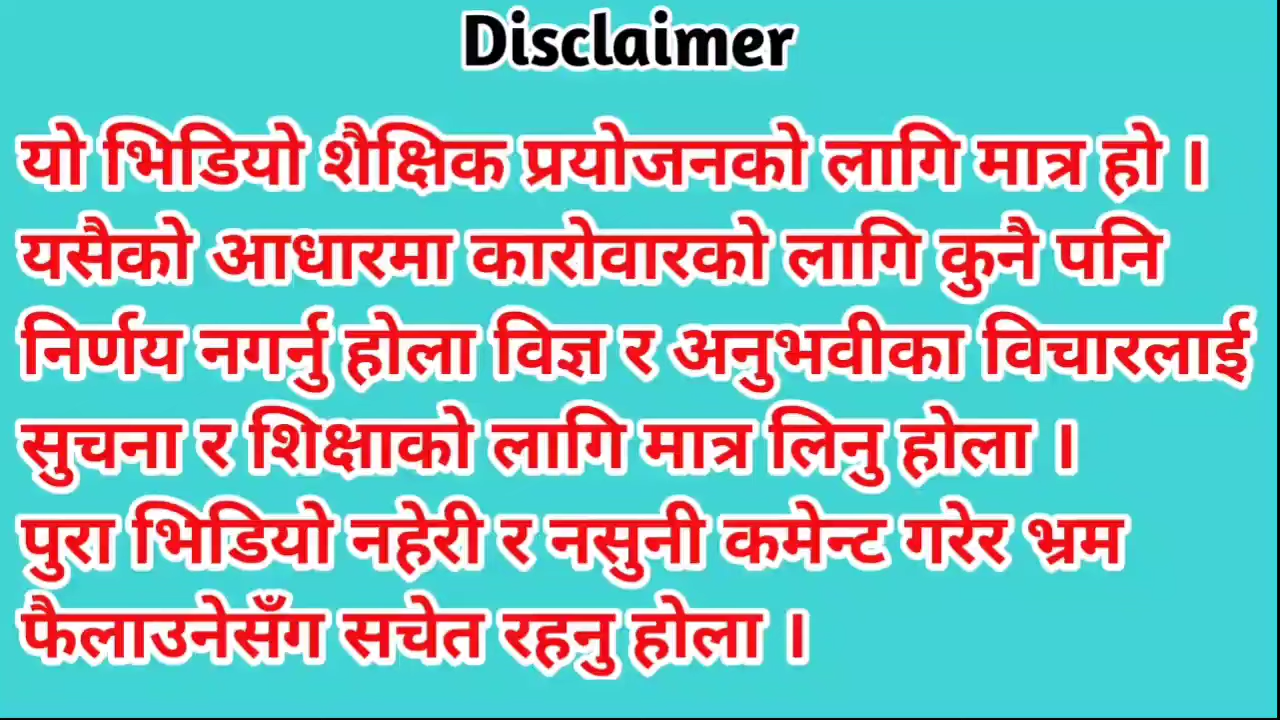 Disclaimer
यो भिडियो शैक्षिक प्रयोजनको लागि मात्र हो ।
यसैको आधारमा कारोवारको लागि कुनै पनि
निर्णय नगर्नु होला विज्ञ र अनुभवीका विचारलाई
सुचना र शिक्षाको लागि मात्र लिनु होला ।
पुरा भिडियो नहेरी र नसुनी कमेन्ट गरेर भ्रम
फैलाउनेसँग सचेत रहनु होला ।